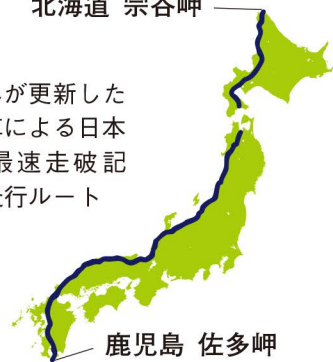 北海道 宗谷岬
が更新した
による日本
最速走破記
行ルート
鹿児島 佐多岬